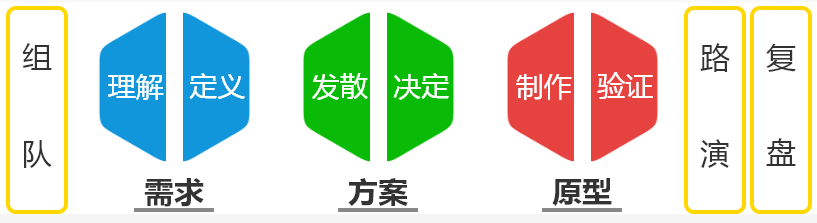 组队
理解 定义
需求
发散 决定
方案
制作 验证
原型
路演
复盘